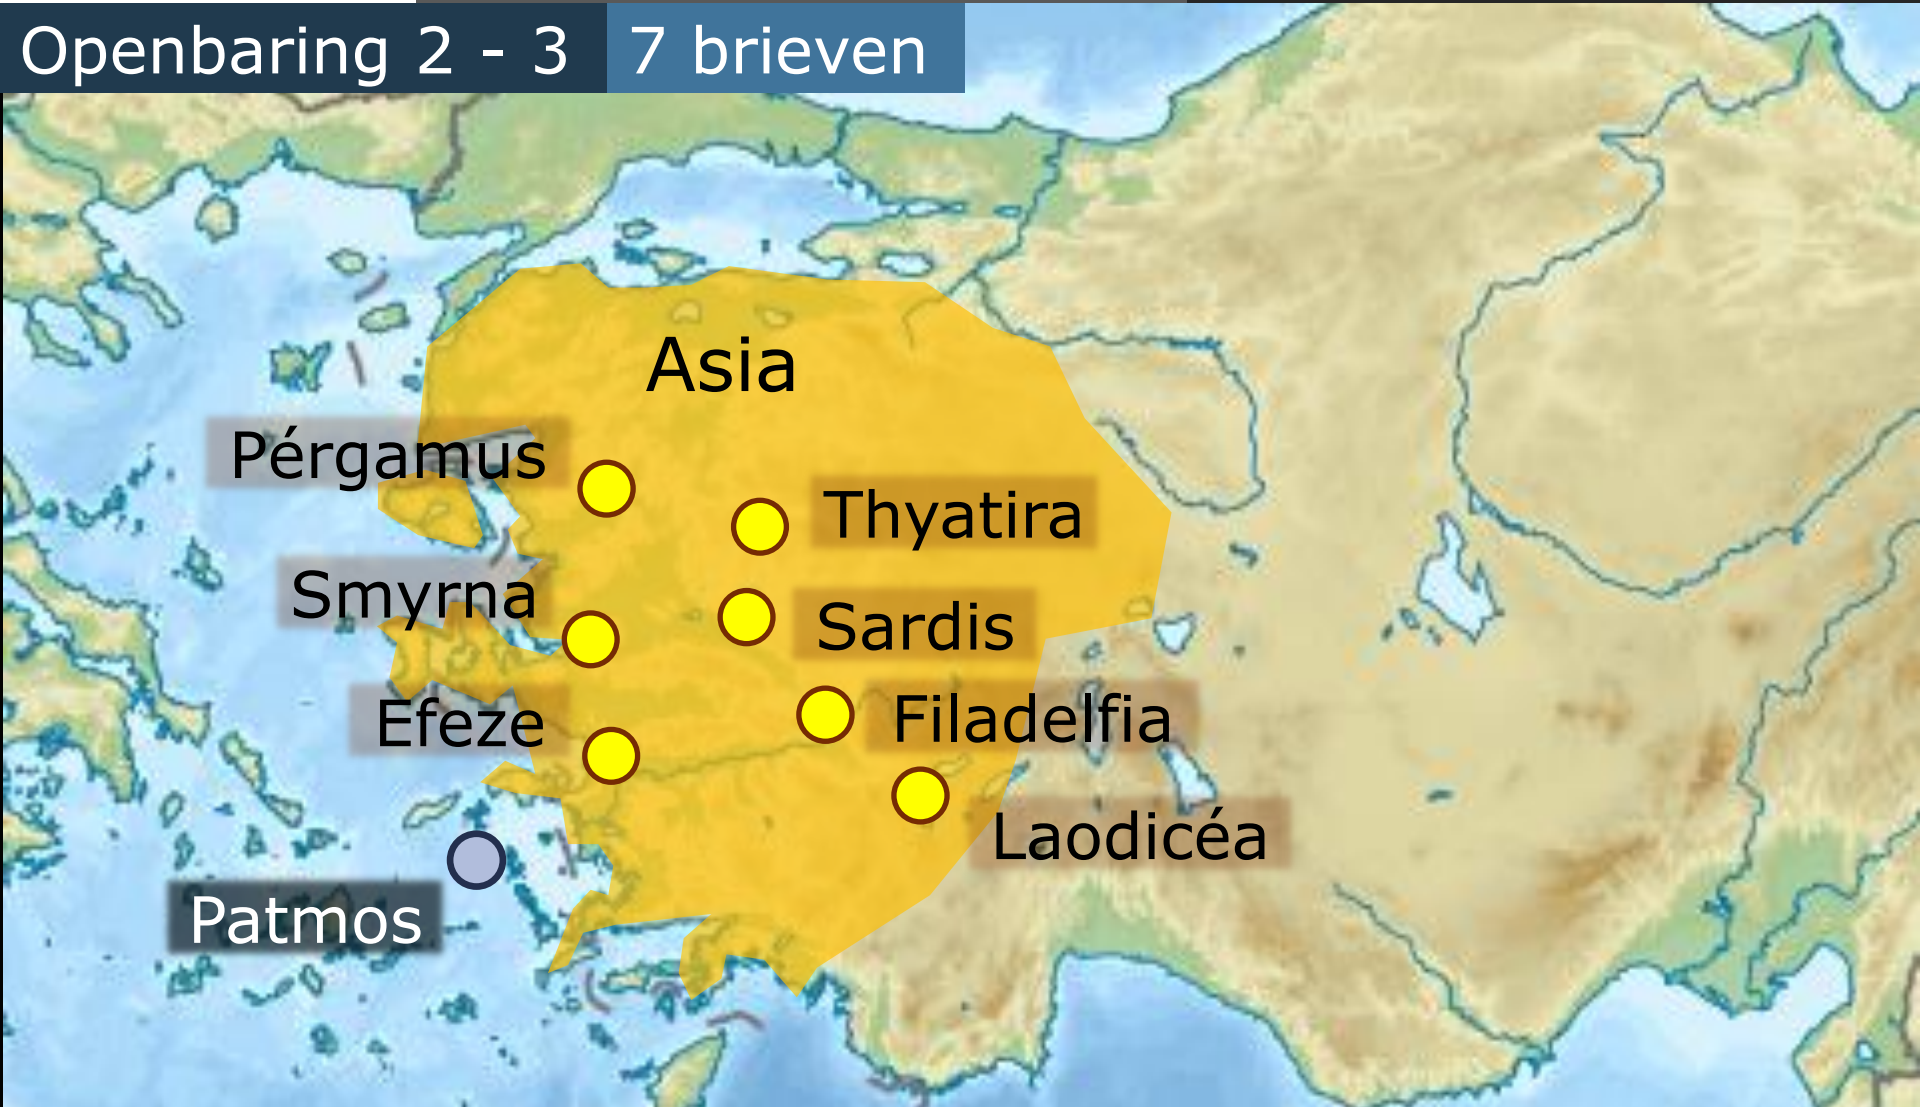 Openbaring 2 - 3
7 brieven
Asia
Pérgamus
Thyatira
Smyrna
Sardis
Efeze
Filadelfia
Laodicéa
Patmos